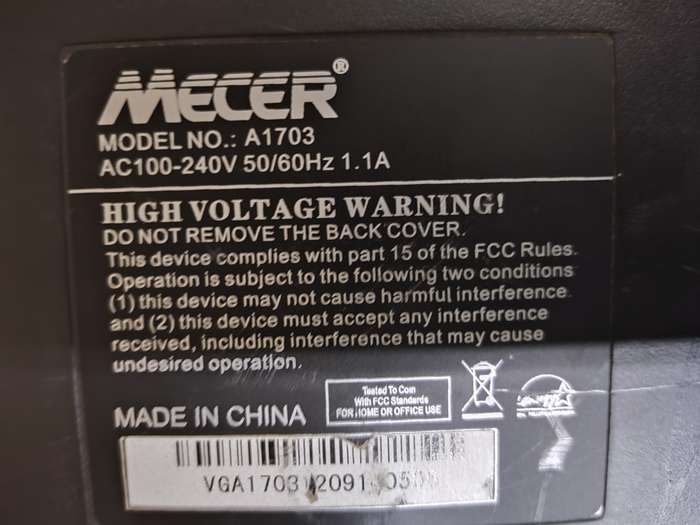 MECER®
MODEL NO.: A1703
AC100-240V 50/60Hz 1.1A
HIGH VOLTAGE WARNING!
DO NOT REMOVE THE BACK COVER.
This device complies with part 15 of the FCC Rules.
Operation is subject to the following two conditions
(1) this device may not cause harmful interference.
and (2) this device must accept any interference
received, including interference that may cause
undesired operation.
Tested To Com
With FCC Standards
FOR HOME OR OFFICE USE
MADE IN CHINA
VGA1703